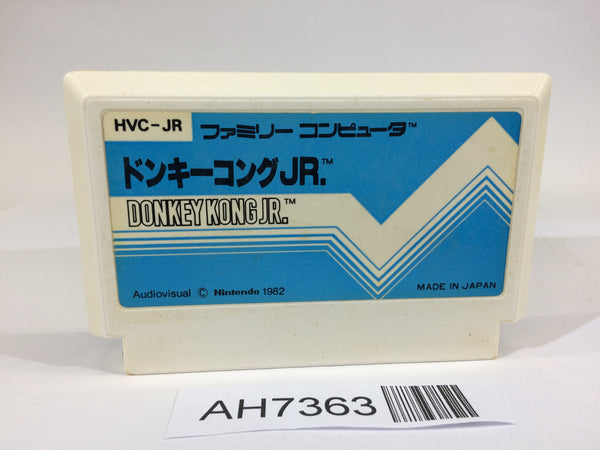 HVC-JR ファミリー コンピュータ™
ドンキーコングJR.™
DONKEY KONG JR.™
Audiovisual © Nintendo 1982
MADE IN JAPAN
AH7363